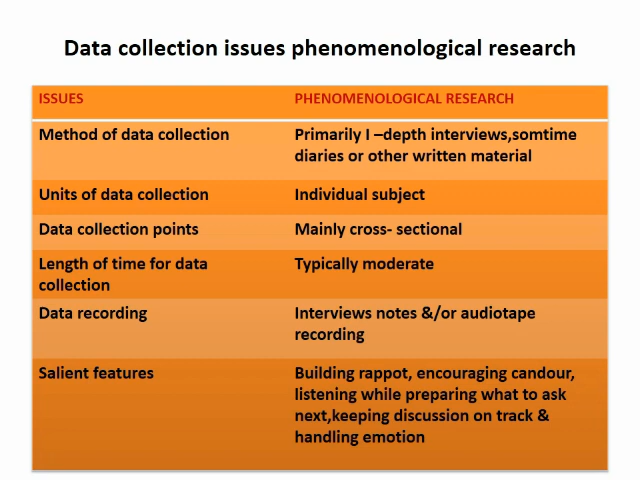 Data collection issues phenomenological research
ISSUES PHENOMENOLOGICAL RESEARCH
Method of data collection Primarily I –depth interviews,somtime
diaries or other written material
Units of data collection Individual subject
Data collection points Mainly cross- sectional
Length of time for data Typically moderate
collection
Data recording Interviews notes &/or audiotape
recording
Salient features Building rappot, encouraging candour,
listening while preparing what to ask
next,keeping discussion on track &
handling emotion